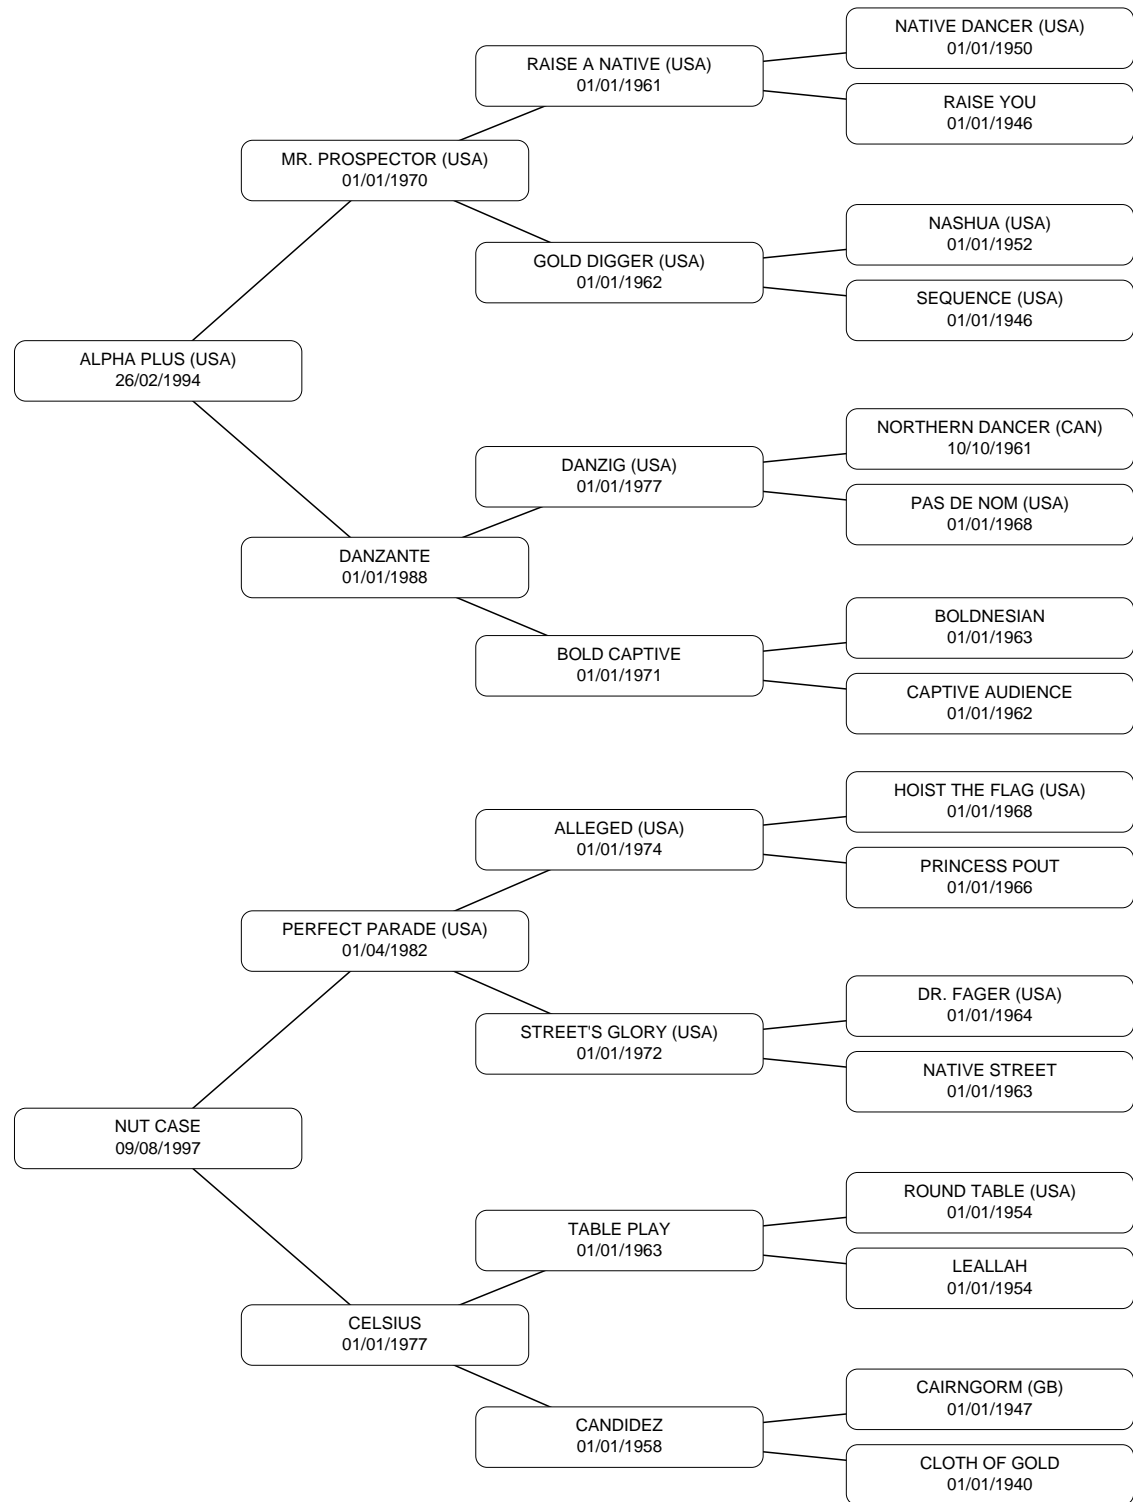 NATIVE DANCER (USA)
01/01/1950
RAISE A NATIVE (USA)
01/01/1961
RAISE YOU
01/01/1946
MR. PROSPECTOR (USA)
01/01/1970
NASHUA (USA)
01/01/1952
GOLD DIGGER (USA)
01/01/1962
SEQUENCE (USA)
01/01/1946
ALPHA PLUS (USA)
26/02/1994
NORTHERN DANCER (CAN)
10/10/1961
DANZIG (USA)
01/01/1977
PAS DE NOM (USA)
01/01/1968
DANZANTE
01/01/1988
BOLDNESIAN
01/01/1963
BOLD CAPTIVE
01/01/1971
CAPTIVE AUDIENCE
01/01/1962
HOIST THE FLAG (USA)
01/01/1968
ALLEGED (USA)
01/01/1974
PRINCESS POUT
01/01/1966
PERFECT PARADE (USA)
01/04/1982
DR. FAGER (USA)
01/01/1964
STREET'S GLORY (USA)
01/01/1972
NATIVE STREET
01/01/1963
NUT CASE
09/08/1997
ROUND TABLE (USA)
01/01/1954
TABLE PLAY
01/01/1963
LEALLAH
01/01/1954
CELSIUS
01/01/1977
CAIRNGORM (GB)
01/01/1947
CANDIDEZ
01/01/1958
CLOTH OF GOLD
01/01/1940